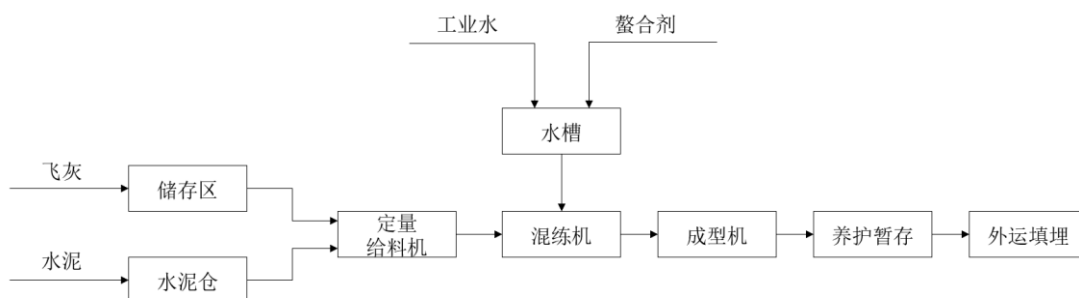 工业水
螯合剂
水槽
飞灰
储存区
定量
给料机
混练机
成型机
养护暂存
外运填埋
水泥
水泥仓